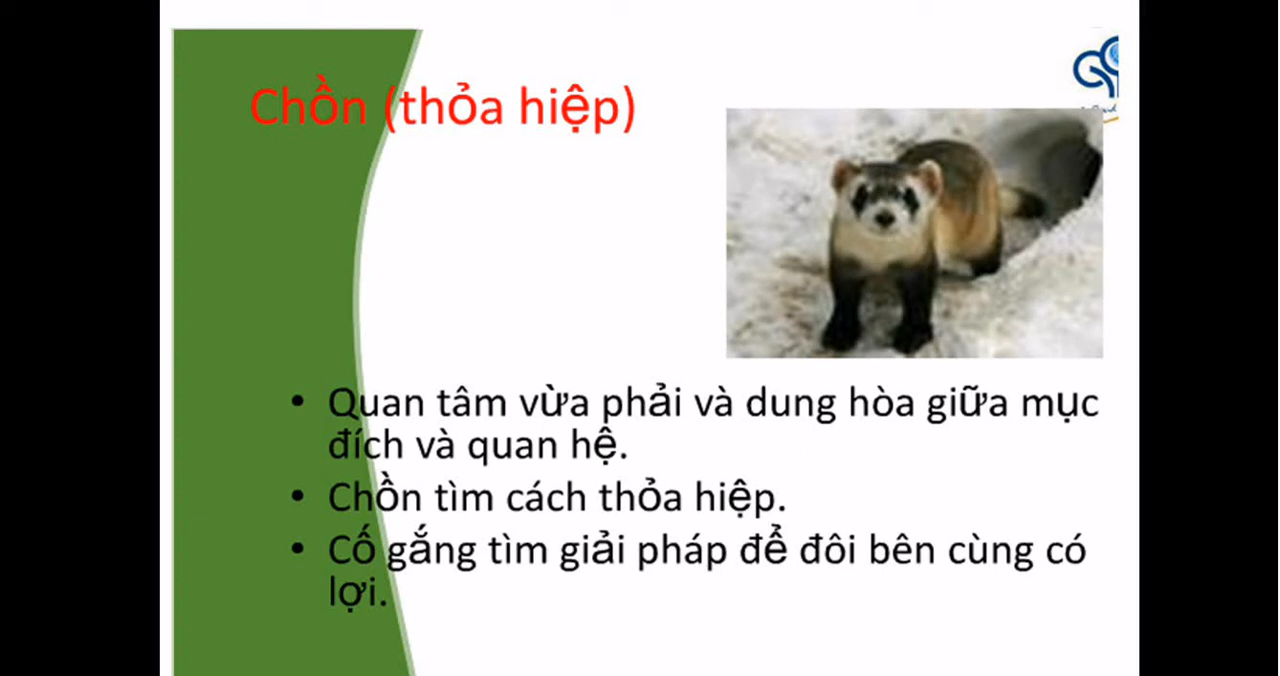 Chồn (thỏa hiệp)
• Quan tâm vừa phải và dung hòa giữa mục
đích và quan hệ.
• Chồn tìm cách thỏa hiệp.
• Cố gắng tìm giải pháp để đôi bên cùng có
lợi.